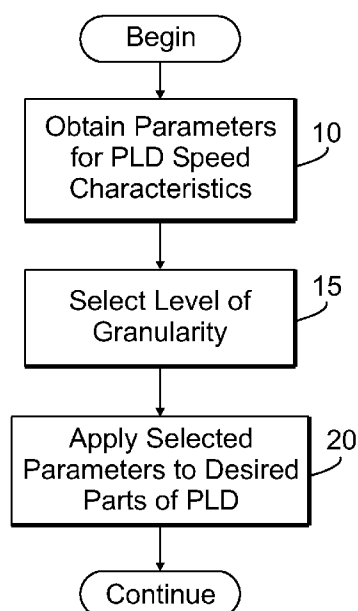 Begin
Obtain Parameters
for PLD Speed
Characteristics
10
Select Level of
Granularity
15
Apply Selected
Parameters to Desired
Parts of PLD
20
Continue